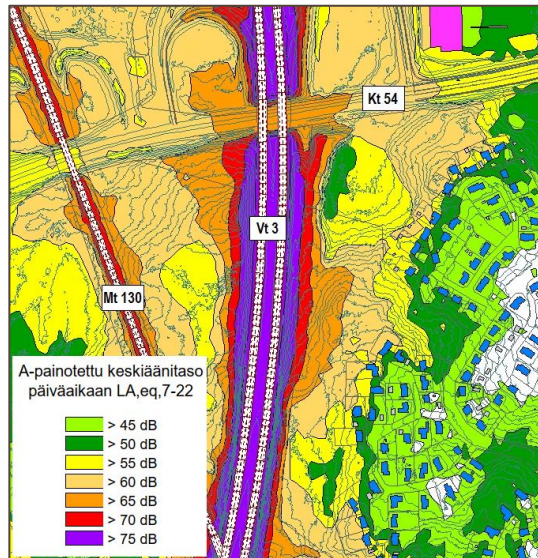 Kt 54
Vt 3
Mt 130
A-painotettu keskiäänitaso
päiväaikaan LA,eq,7-22
> 45 dB
> 50 dB
> 55 dB
> 60 dB
> 65 dB
> 70 dB
> 75 dB